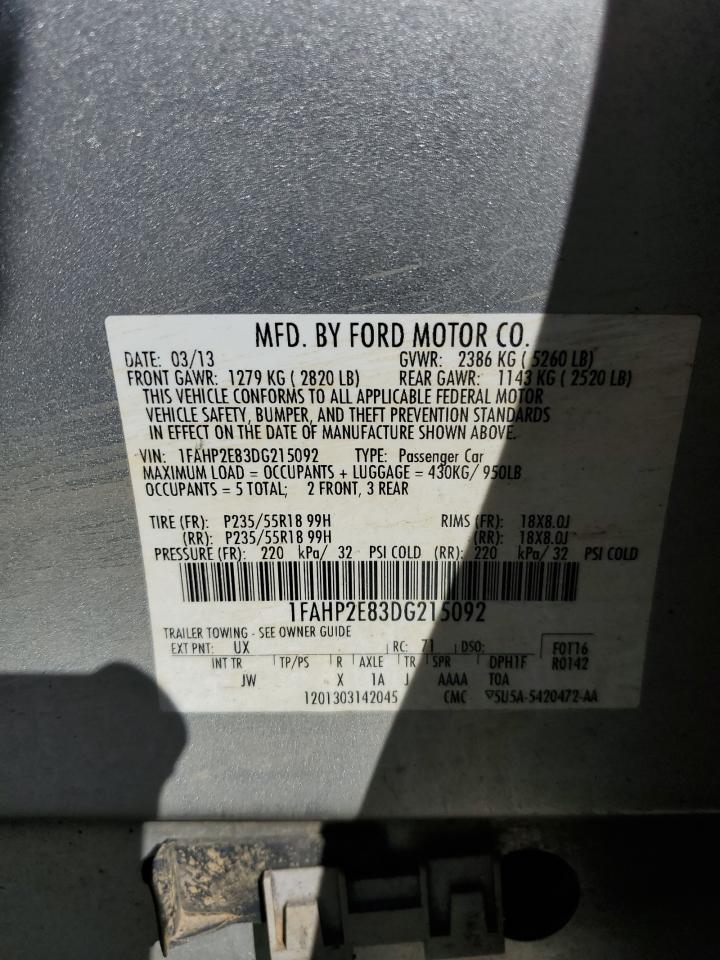 MFD. BY FORD MOTOR CO.
DATE: 03/13 GVWR: 2386 KG ( 5260 LB)
FRONT GAWR: 1279 KG ( 2820 LB) REAR GAWR: 1143 KG ( 2520 LB)
THIS VEHICLE CONFORMS TO ALL APPLICABLE FEDERAL MOTOR
VEHICLE SAFETY, BUMPER, AND THEFT PREVENTION STANDARDS
IN EFFECT ON THE DATE OF MANUFACTURE SHOWN ABOVE.
VIN: 1FAHP2E83DG215092 TYPE: Passenger Car
MAXIMUM LOAD = OCCUPANTS + LUGGAGE = 430KG/ 950LB
OCCUPANTS = 5 TOTAL; 2 FRONT, 3 REAR
TIRE (FR): P235/55R18 99H RIMS (FR): 18X8.0J
(RR): P235/55R18 99H (RR): 18X8.0J
PRESSURE (FR): 220 kPa/ 32 PSI COLD (RR): 220 kPa/ 32 PSI COLD
1FAHP2E83DG215092
TRAILER TOWING - SEE OWNER GUIDE
EXT PNT: UX RC: 71 DSO: F0T16
INT TR TP/PS R AXLE TR SPR DPH1F R0142
JW X 1A J AAAA T0A
1201303142045 CMC ▽5U5A-5420472-AA